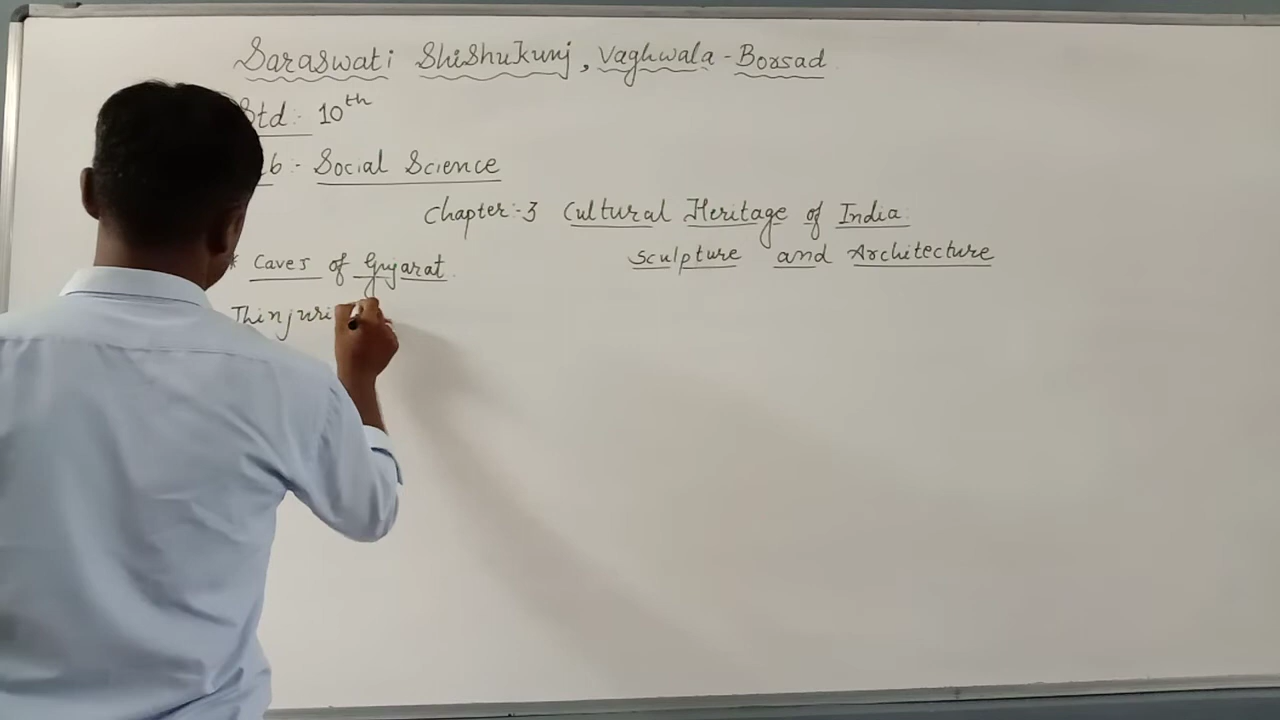 Saraswati Shishukunj, Vaghwala - Borsad
Std:- 10th
b:- Social Science
Chapter:-3 Cultural Heritage of India
Sculpture and Architecture
* Caves of Gujarat
Thinjuri